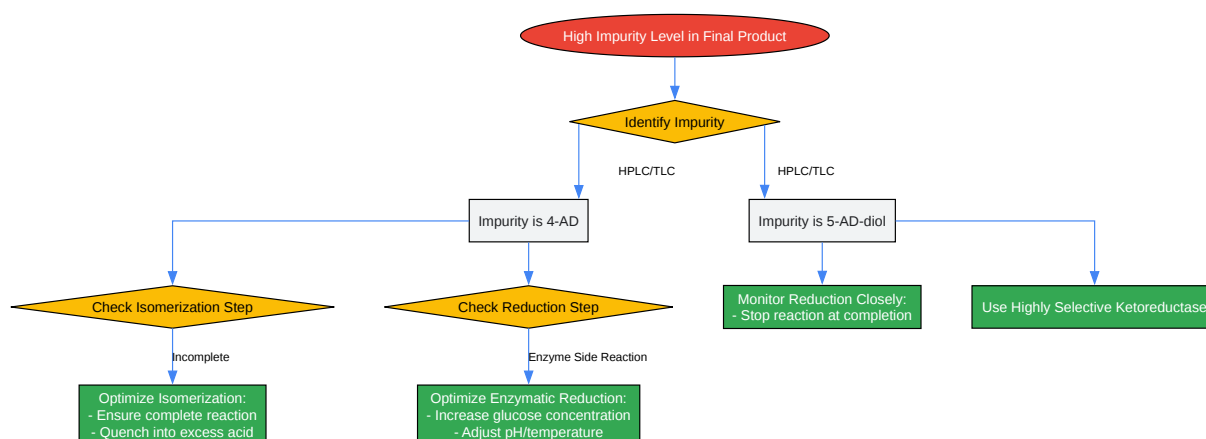 High Impurity Level in Final Product
Identify Impurity
HPLC/TLC
HPLC/TLC
Impurity is 4-AD
Impurity is 5-AD-diol
Check Isomerization Step
Check Reduction Step
Monitor Reduction Closely:
- Stop reaction at completion
Use Highly Selective Ketoreductase
Incomplete
Enzyme Side Reaction
Optimize Isomerization:
- Ensure complete reaction
- Quench into excess acid
Optimize Enzymatic Reduction:
- Increase glucose concentration
- Adjust pH/temperature